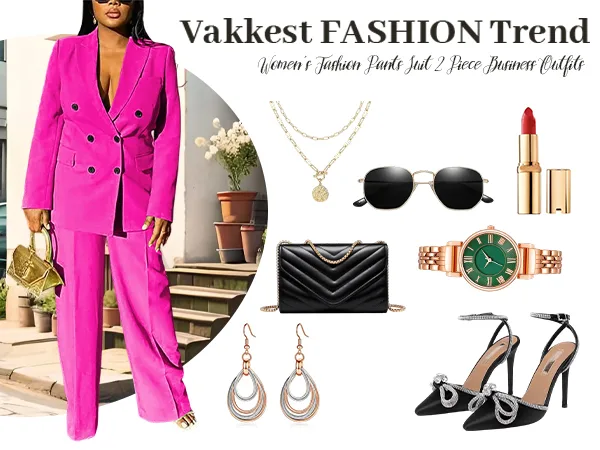 Vakkest FASHION Trend
Women's Fashion Pants Suit 2 Piece Business Outfits